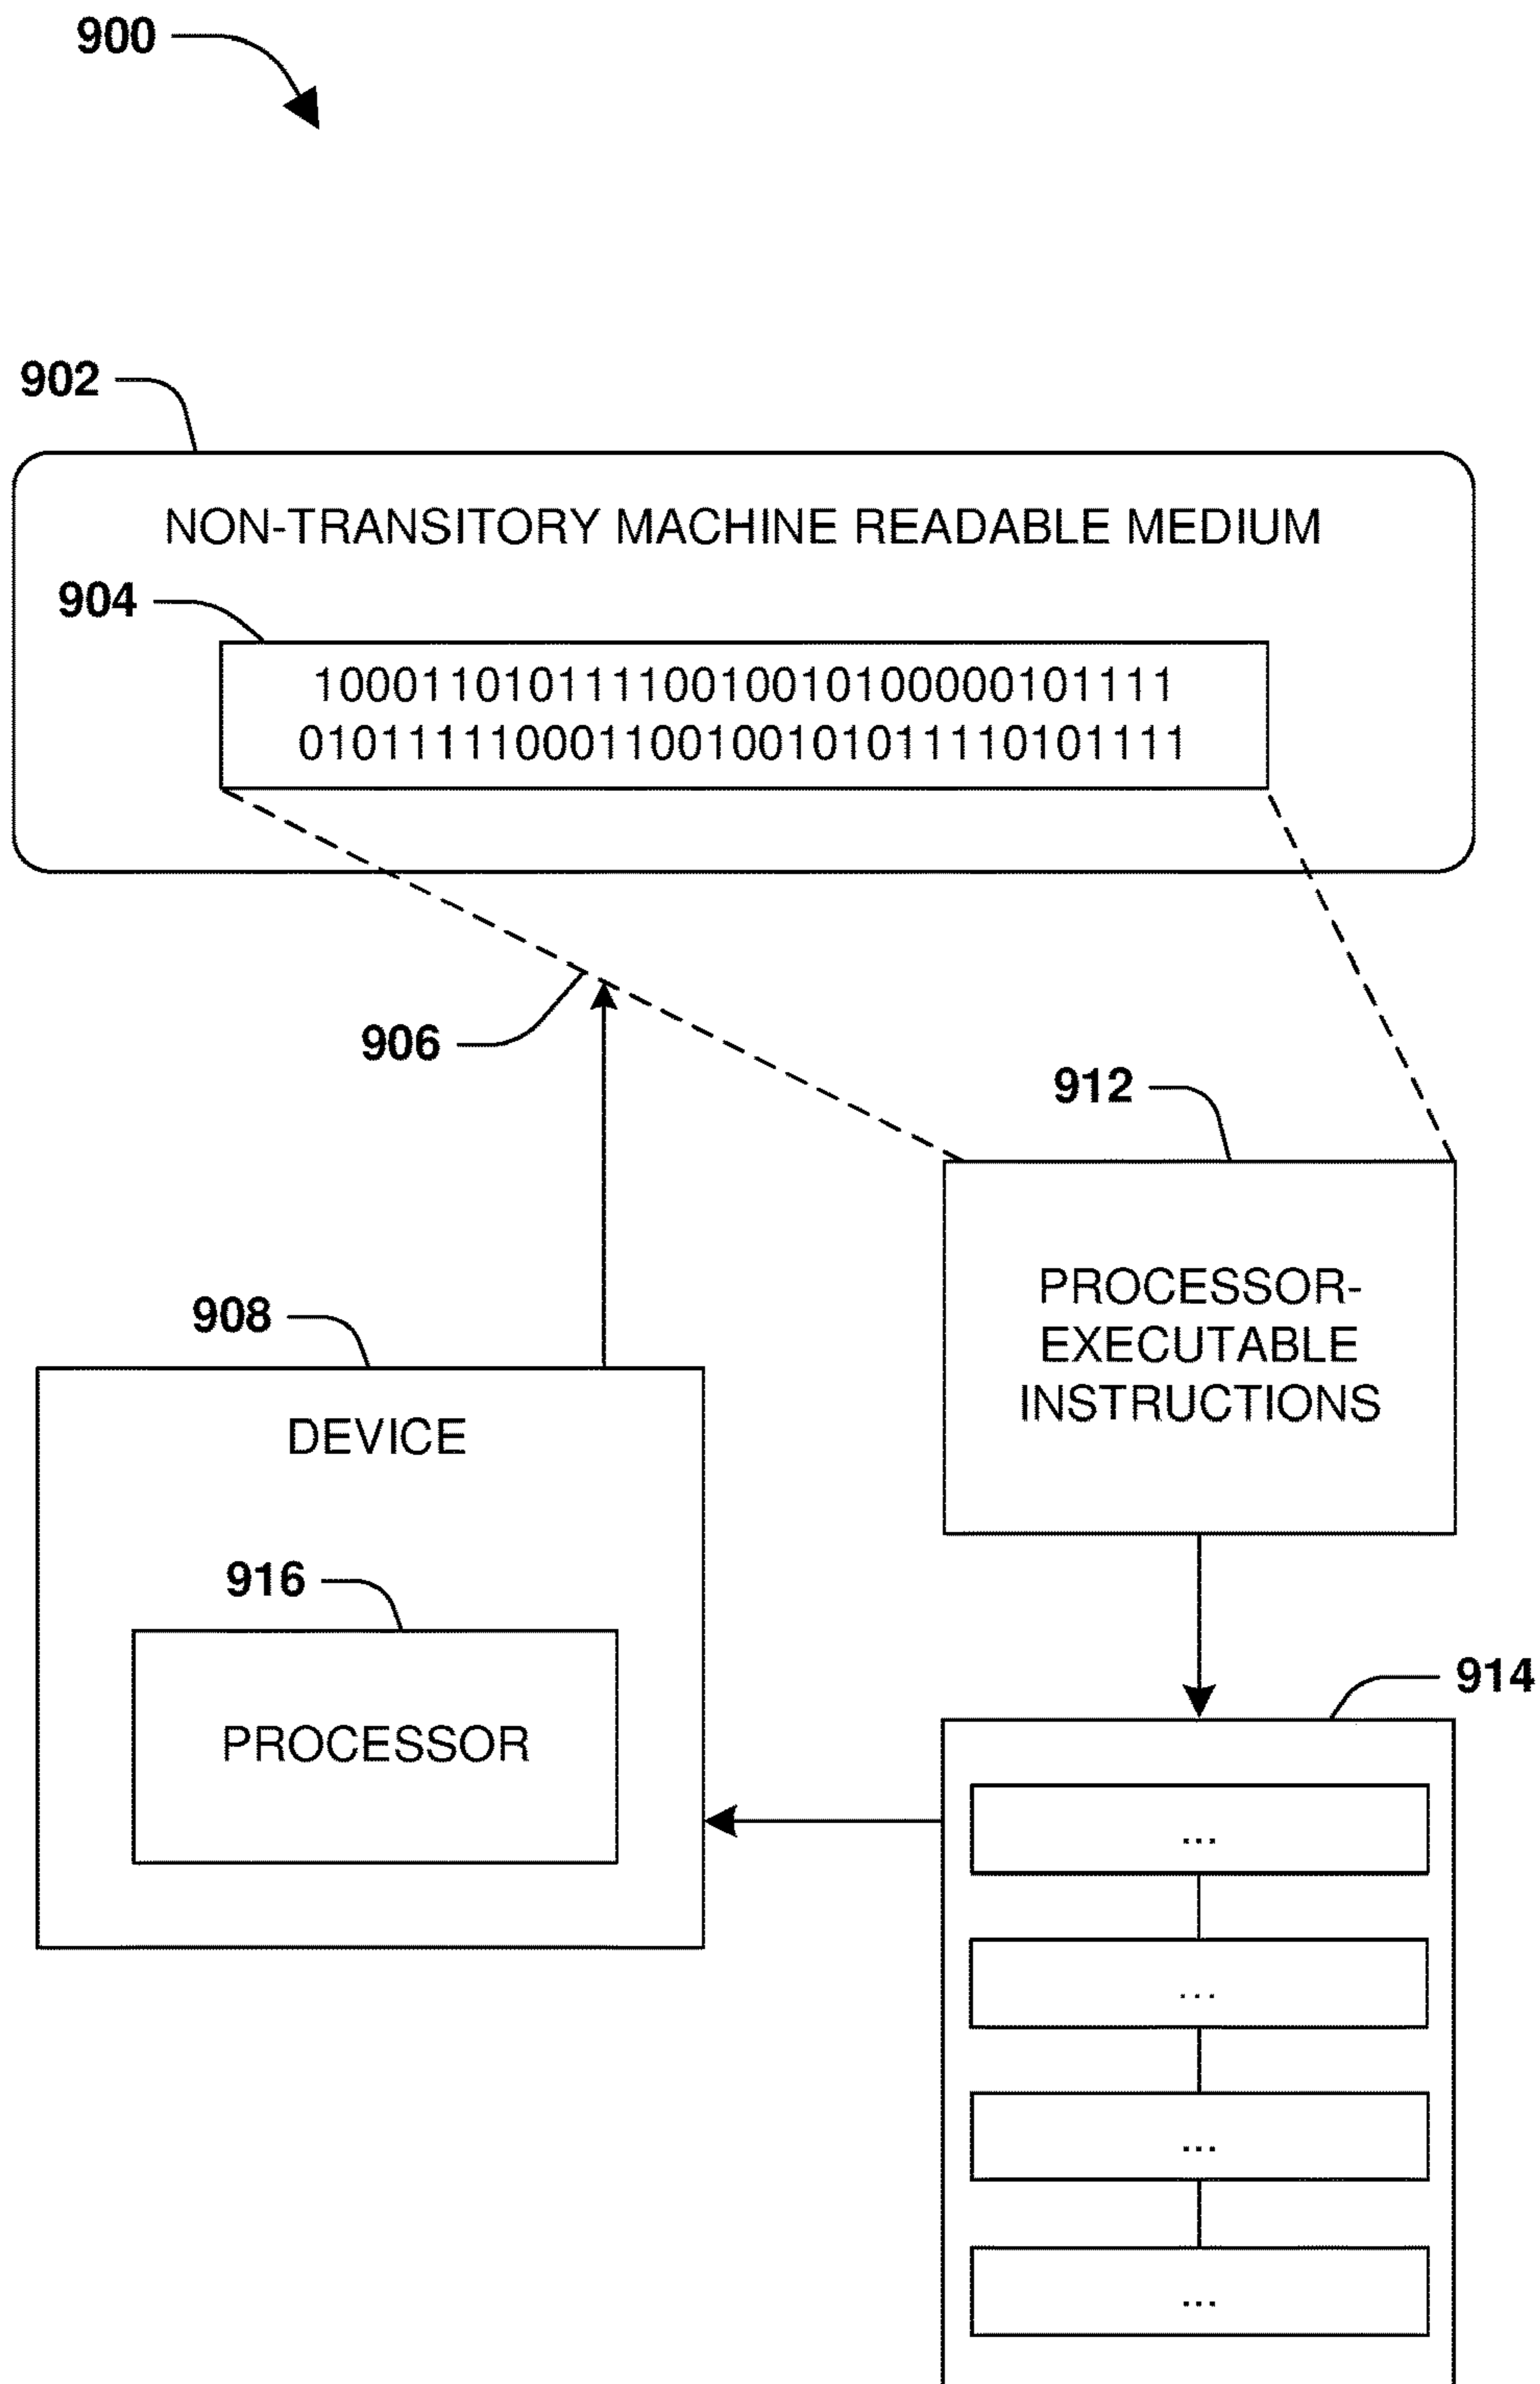 900
902
NON-TRANSITORY MACHINE READABLE MEDIUM
904
10001101011110010010100000101111
010111110001100100101011110101111
906
912
PROCESSOR-
EXECUTABLE
INSTRUCTIONS
908
DEVICE
916
PROCESSOR
914
...
...
...
...